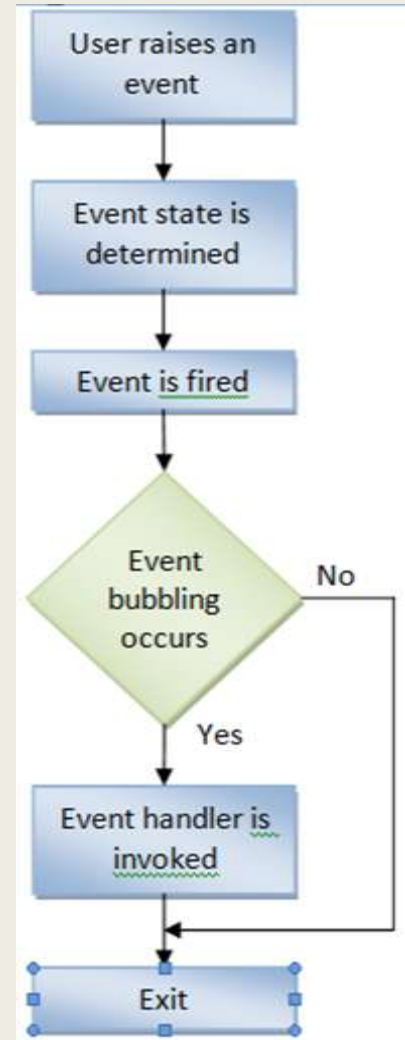 User raises an
event
Event state is
determined
Event is fired
Event
bubbling
occurs
No
Yes
Event handler is
invoked
Exit